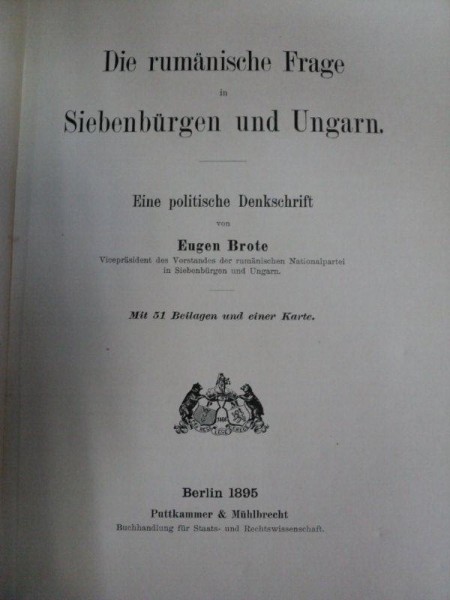 Die rumänische Frage
in
Siebenbürgen und Ungarn.
Eine politische Denkschrift
von
Eugen Brote
Vicepräsident des Vorstandes der rumänischen Nationalpartei
in Siebenbürgen und Ungarn.
Mit 51 Beilagen und einer Karte.
Berlin 1895
Puttkammer & Mühlbrecht
Buchhandlung für Staats- und Rechtswissenschaft.